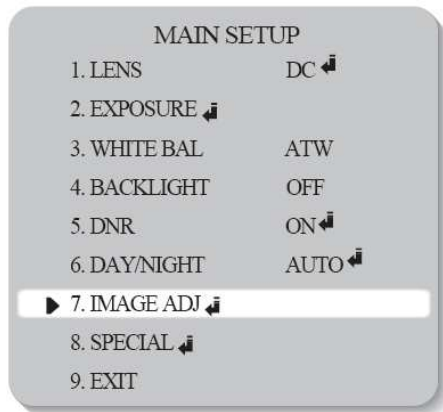 MAIN SETUP
1. LENS DC
2. EXPOSURE
3. WHITE BAL ATW
4. BACKLIGHT OFF
5. DNR ON
6. DAY/NIGHT AUTO
7. IMAGE ADJ
8. SPECIAL
9. EXIT